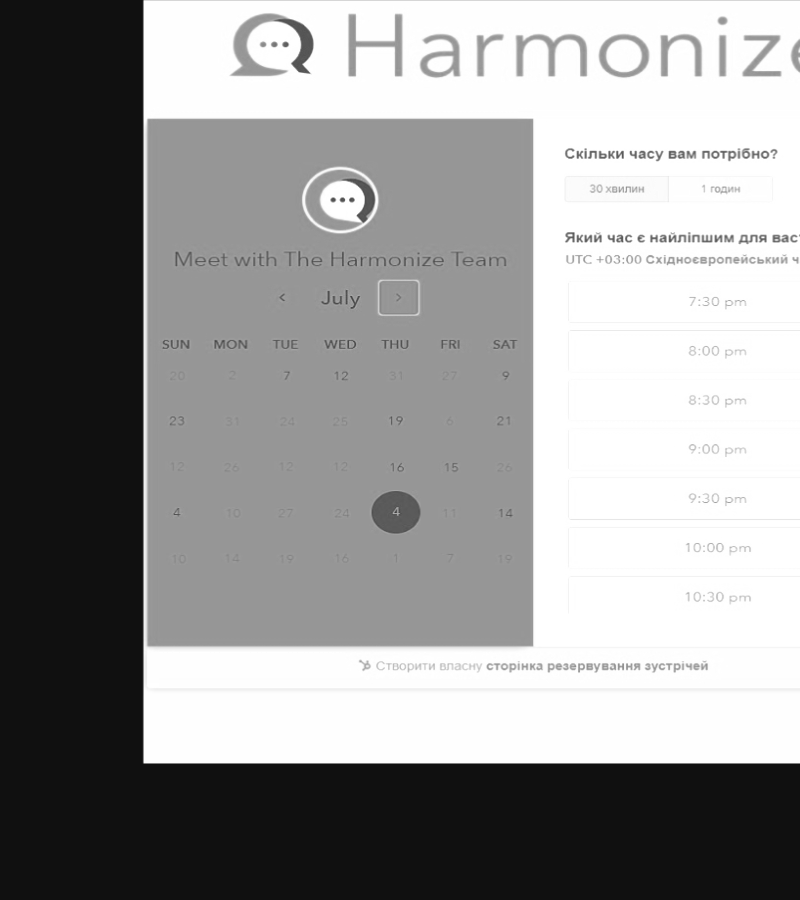 Harmonize
Meet with The Harmonize Team
July
SUN MON TUE WED THU FRI SAT
20 2 7 12 31 27 9
23 31 24 25 19 6 21
12 26 12 12 16 15 26
4 10 27 24 4 11 14
10 14 19 16 1 7 19
Скільки часу вам потрібно?
30 хвилин 1 годин
Який час є найліпшим для вас?
UTC +03:00 Східноєвропейський ч
7:30 pm
8:00 pm
8:30 pm
9:00 pm
9:30 pm
10:00 pm
10:30 pm
Створити власну сторінка резервування зустрічей